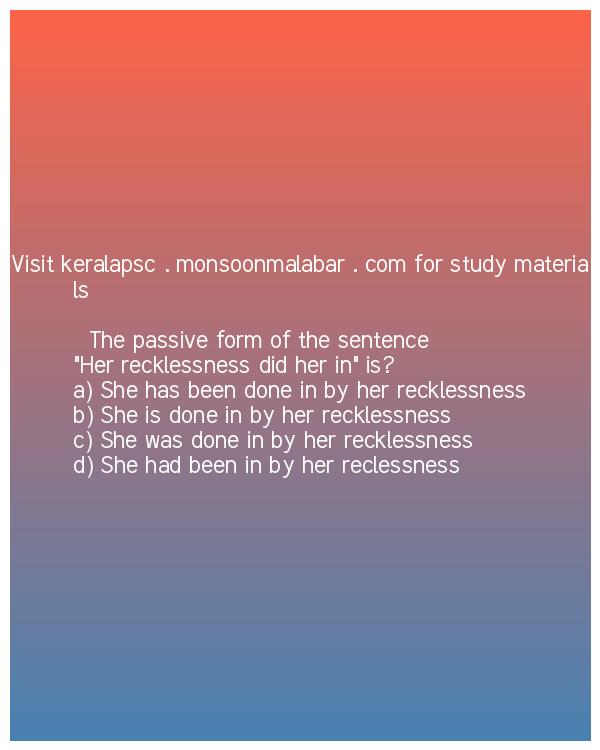 Visit keralapsc . monsoonmalabar . com for study materia
ls
The passive form of the sentence
"Her recklessness did her in" is?
a) She has been done in by her recklessness
b) She is done in by her recklessness
c) She was done in by her recklessness
d) She had been in by her reclessness